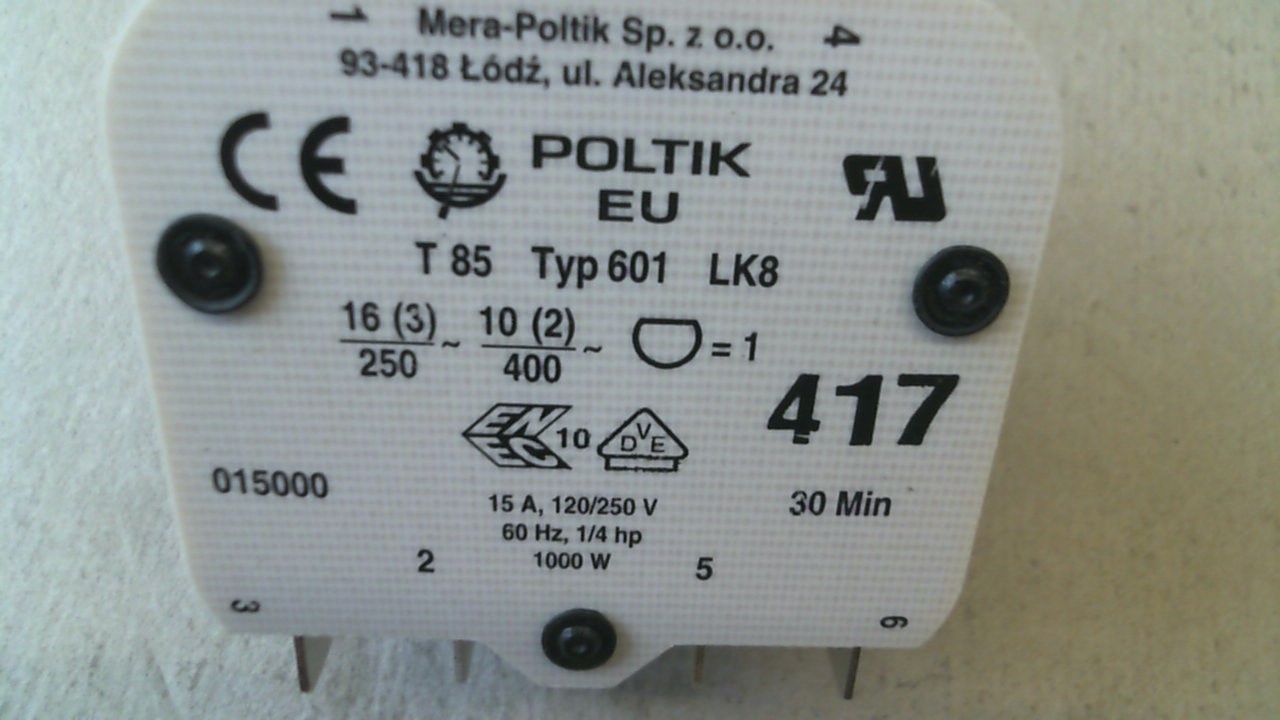 1 Mera-Poltik Sp. z o.o. 4
93-418 Łódź, ul. Aleksandra 24
CE POLTIK RU
EU
T 85 Typ 601 LK8
16 (3) ~ 10 (2) ~ = 1
250 400
417
ENEC 10 DVE
015000 30 Min
15 A, 120/250 V
60 Hz, 1/4 hp
1000 W
2 5
3 6